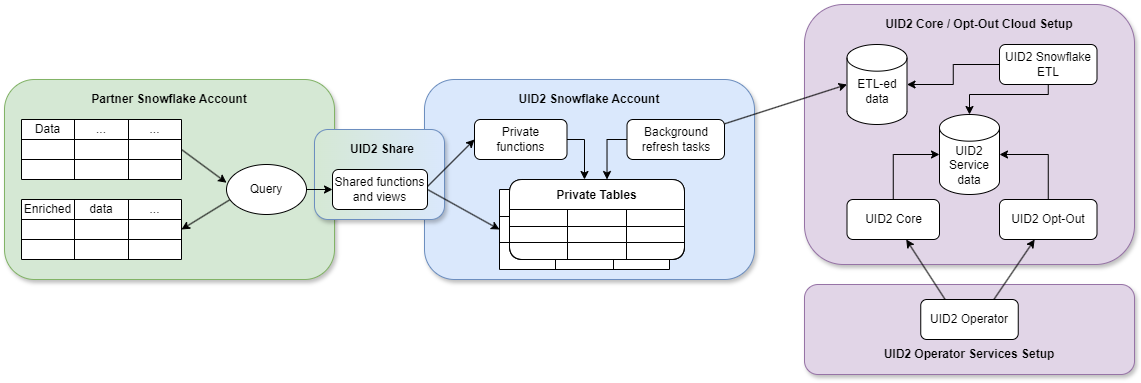 Partner Snowflake Account
Data ... ...
Query
Enriched data ...
UID2 Share
Shared functions
and views
UID2 Snowflake Account
Private
functions
Background
refresh tasks
Private Tables
UID2 Core / Opt-Out Cloud Setup
ETL-ed
data
UID2 Snowflake
ETL
UID2
Service
data
UID2 Core
UID2 Opt-Out
UID2 Operator
UID2 Operator Services Setup